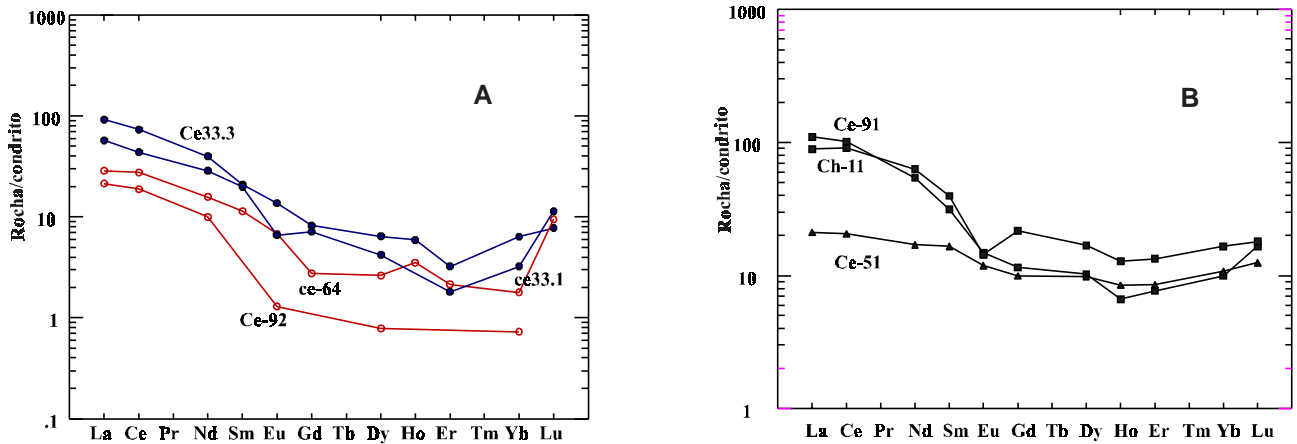 1000
100
10
1
.1
Rocha/condrito
A
Ce33.3
ce33.1
ce-64
Ce-92
La Ce Pr Nd Sm Eu Gd Tb Dy Ho Er Tm Yb Lu
1000
100
10
1
Rocha/condrito
B
Ce-91
Ch-11
Ce-51
La Ce Pr Nd Sm Eu Gd Tb Dy Ho Er Tm Yb Lu